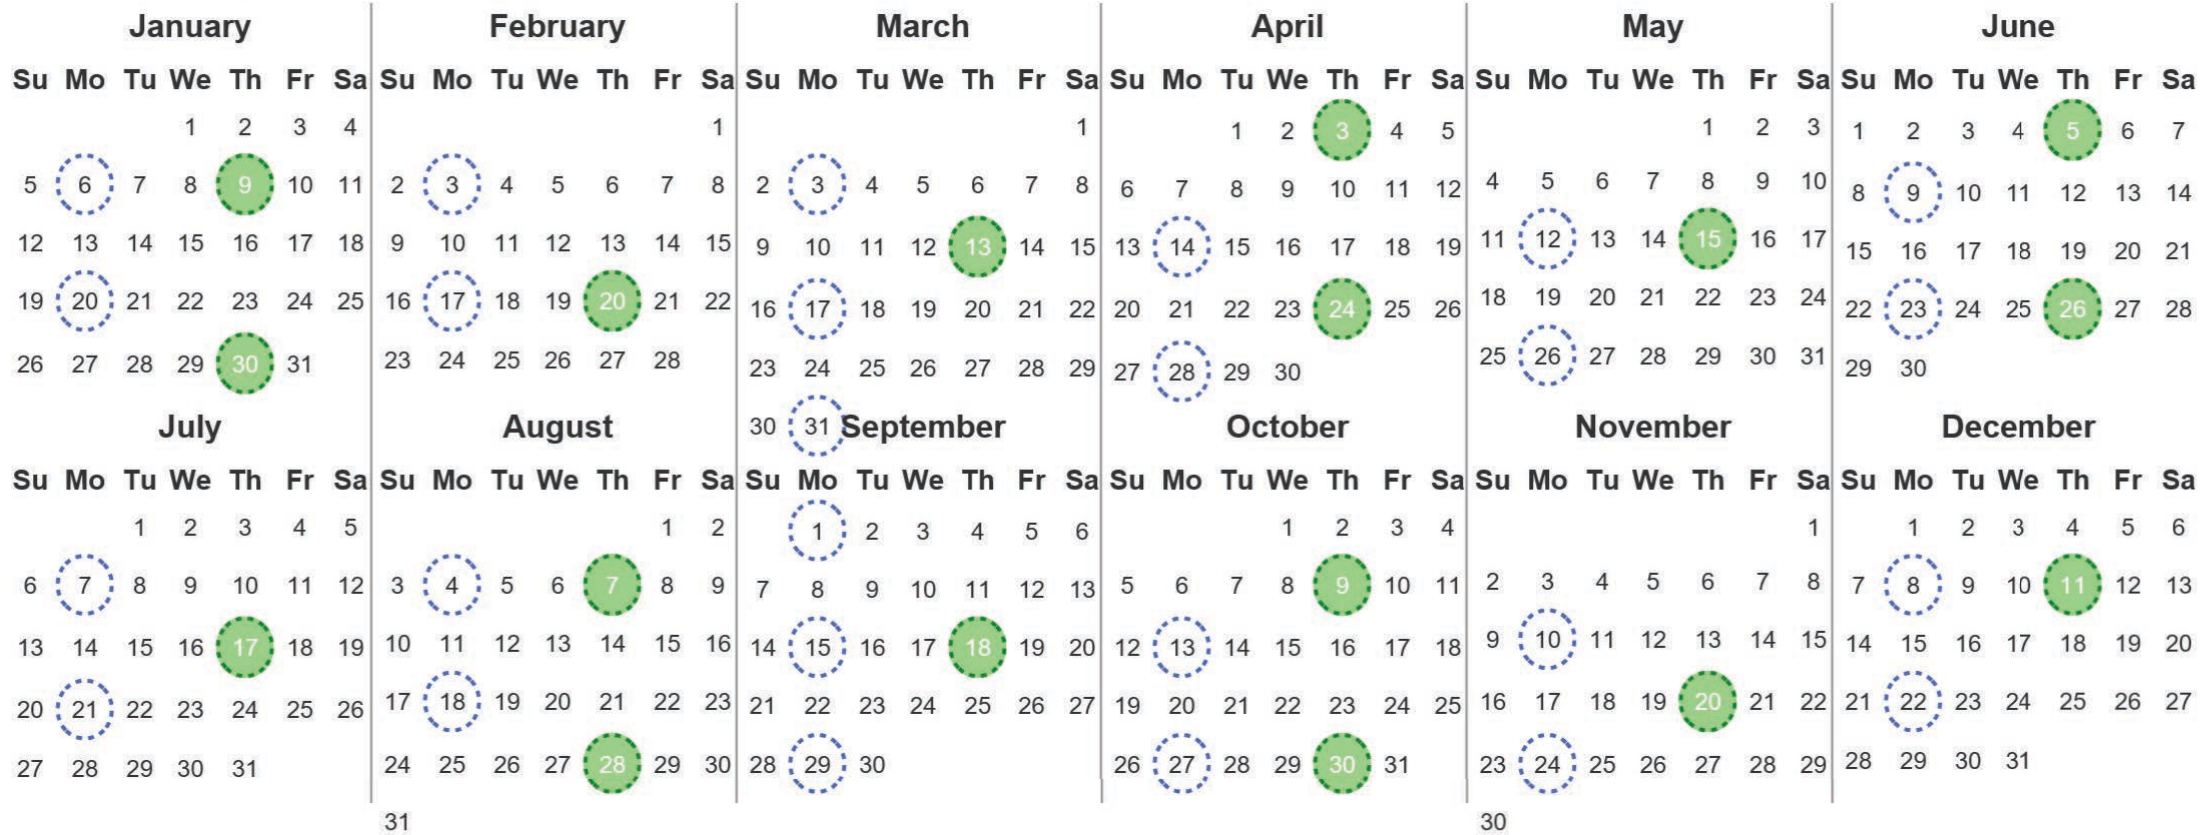 January February March April May June
Su Mo Tu We Th Fr Sa Su Mo Tu We Th Fr Sa Su Mo Tu We Th Fr Sa Su Mo Tu We Th Fr Sa Su Mo Tu We Th Fr Sa Su Mo Tu We Th Fr Sa
1 2 3 4 1 1 1 2 3 4 5 1 2 3 1 2 3 4 5 6 7
5 6 7 8 9 10 11 2 3 4 5 6 7 8 2 3 4 5 6 7 8 6 7 8 9 10 11 12 4 5 6 7 8 9 10 8 9 10 11 12 13 14
12 13 14 15 16 17 18 9 10 11 12 13 14 15 9 10 11 12 13 14 15 13 14 15 16 17 18 19 11 12 13 14 15 16 17 15 16 17 18 19 20 21
19 20 21 22 23 24 25 16 17 18 19 20 21 22 16 17 18 19 20 21 22 20 21 22 23 24 25 26 18 19 20 21 22 23 24 22 23 24 25 26 27 28
26 27 28 29 30 31 23 24 25 26 27 28 23 24 25 26 27 28 29 27 28 29 30 25 26 27 28 29 30 31 29 30
30 31
July August September October November December
Su Mo Tu We Th Fr Sa Su Mo Tu We Th Fr Sa Su Mo Tu We Th Fr Sa Su Mo Tu We Th Fr Sa Su Mo Tu We Th Fr Sa Su Mo Tu We Th Fr Sa
1 2 3 4 5 1 2 1 2 3 4 5 6 1 2 3 4 1 1 2 3 4 5 6
6 7 8 9 10 11 12 3 4 5 6 7 8 9 7 8 9 10 11 12 13 5 6 7 8 9 10 11 2 3 4 5 6 7 8 7 8 9 10 11 12 13
13 14 15 16 17 18 19 10 11 12 13 14 15 16 14 15 16 17 18 19 20 12 13 14 15 16 17 18 9 10 11 12 13 14 15 14 15 16 17 18 19 20
20 21 22 23 24 25 26 17 18 19 20 21 22 23 21 22 23 24 25 26 27 19 20 21 22 23 24 25 16 17 18 19 20 21 22 21 22 23 24 25 26 27
27 28 29 30 31 24 25 26 27 28 29 30 28 29 30 26 27 28 29 30 31 23 24 25 26 27 28 29 28 29 30 31
31 30